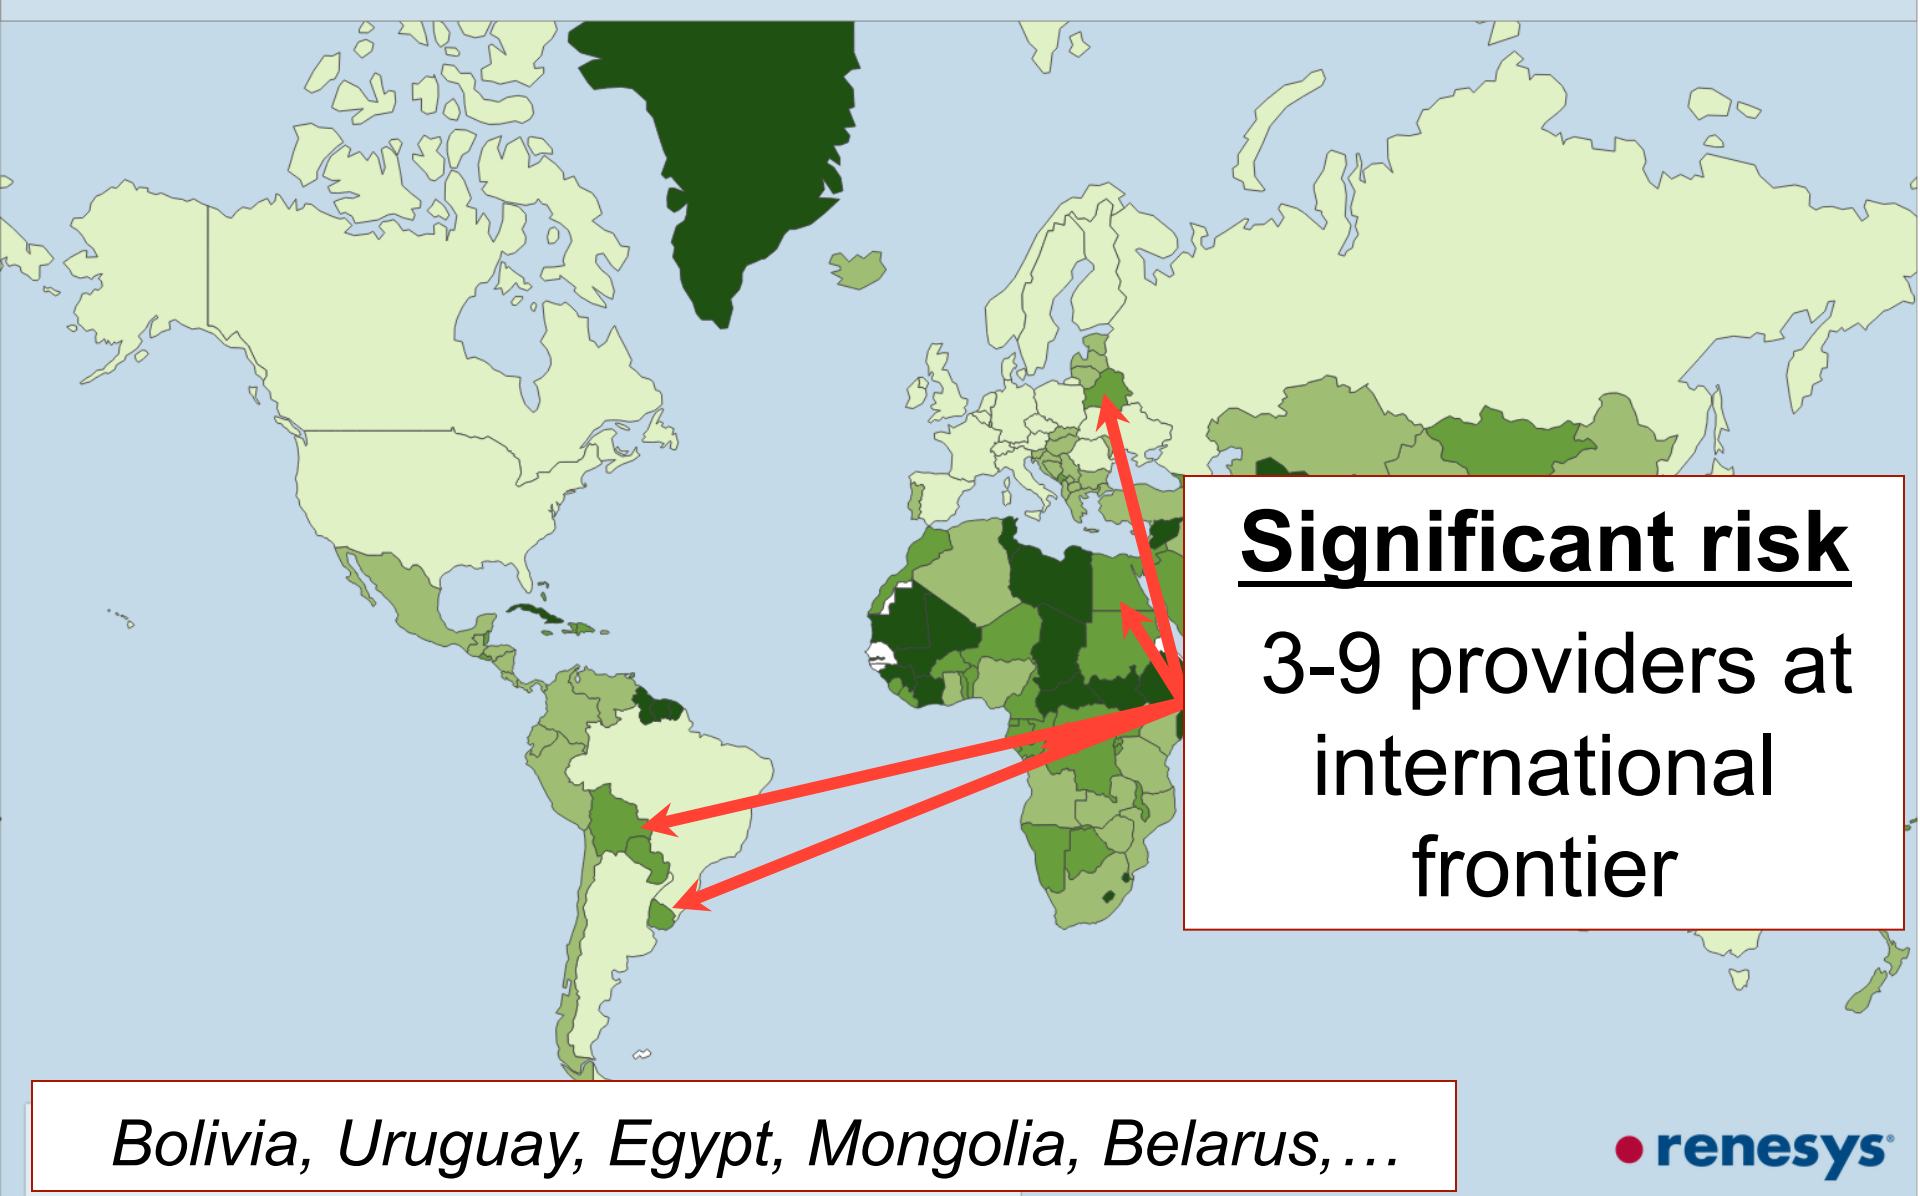 Significant risk
3-9 providers at
international
frontier
Bolivia, Uruguay, Egypt, Mongolia, Belarus,…
renesys